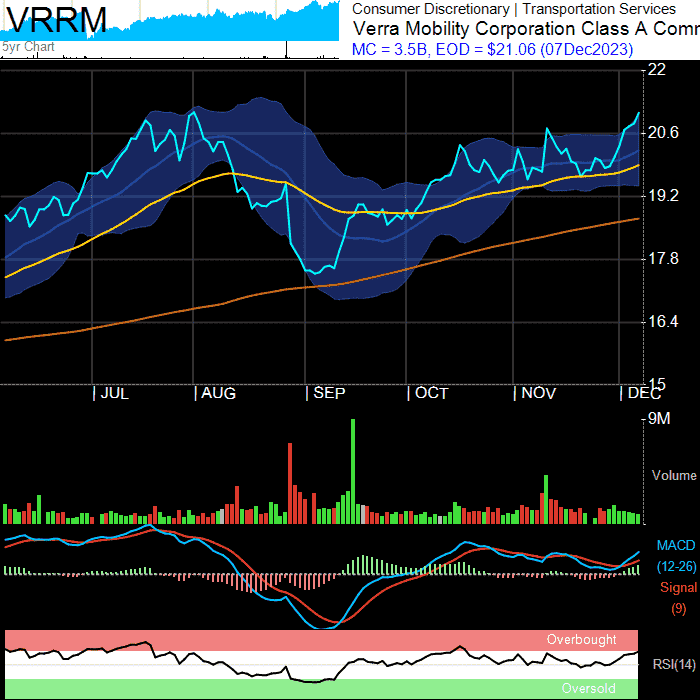 VRRM
5yr Chart
Consumer Discretionary | Transportation Services
Verra Mobility Corporation Class A Comr
MC = 3.5B, EOD = $21.06 (07Dec2023)
22
20.6
19.2
17.8
16.4
15
| JUL | AUG | SEP | OCT | NOV | DEC
9M
Volume
MACD
(12-26)
Signal
(9)
Overbought
RSI(14)
Oversold